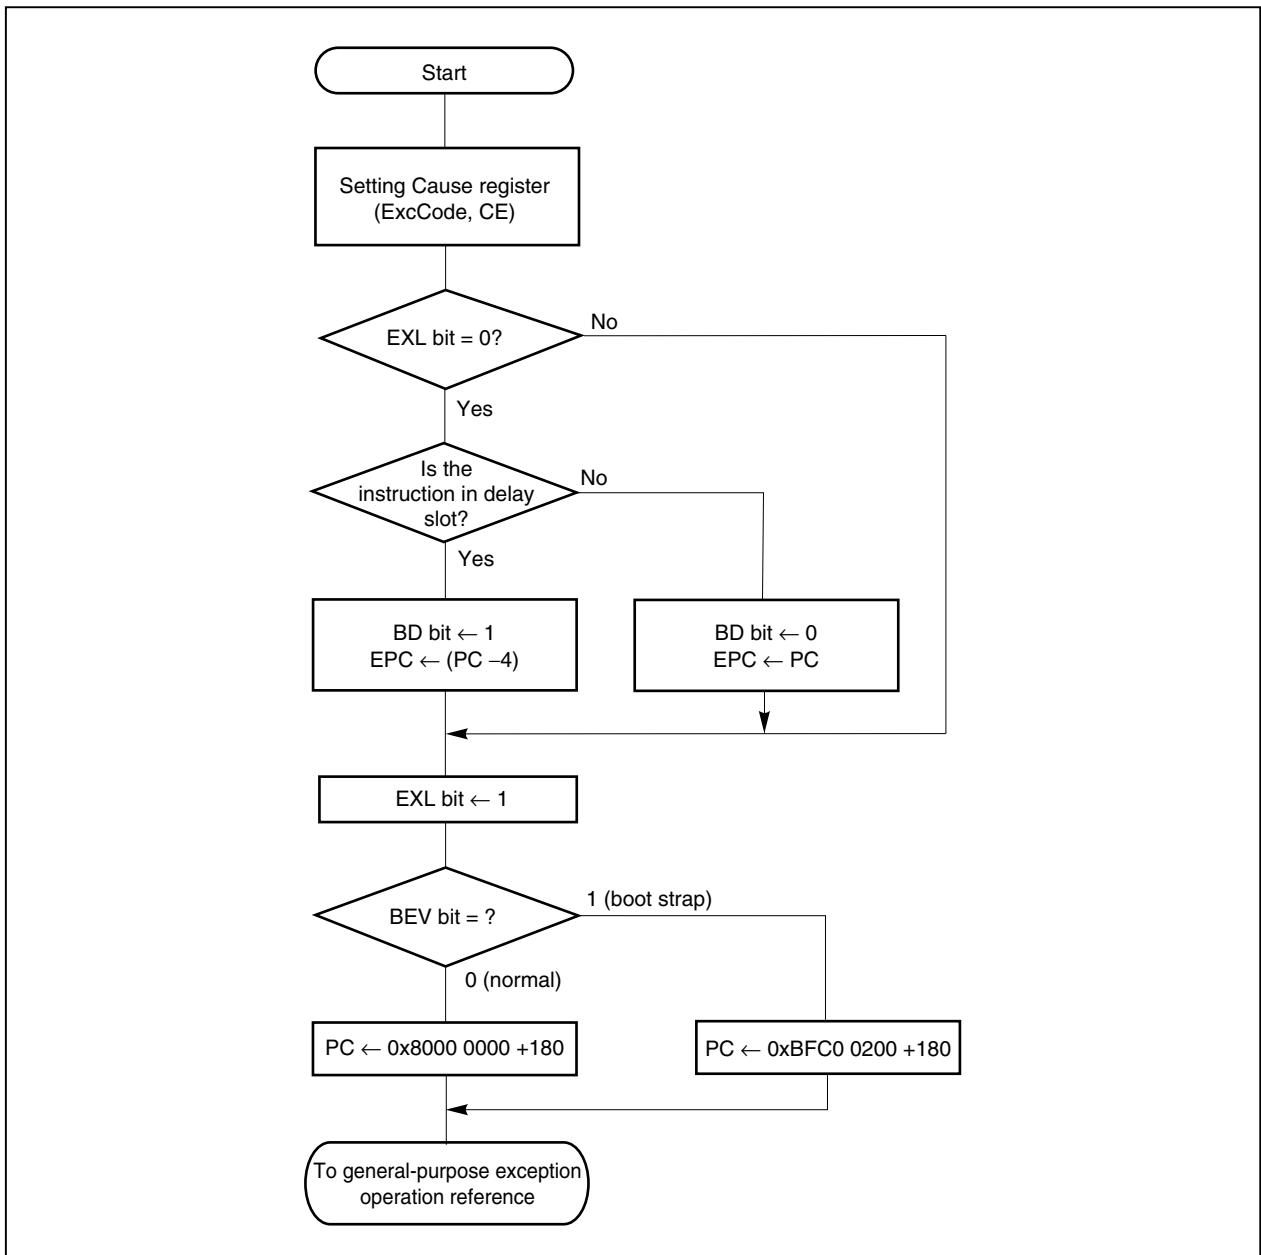 Start
Setting Cause register
(ExcCode, CE)
EXL bit = 0?
No
Yes
Is the
instruction in delay
slot?
No
Yes
BD bit ← 1
EPC ← (PC –4)
BD bit ← 0
EPC ← PC
EXL bit ← 1
BEV bit = ?
1 (boot strap)
0 (normal)
PC ← 0x8000 0000 +180
PC ← 0xBFC0 0200 +180
To general-purpose exception
operation reference